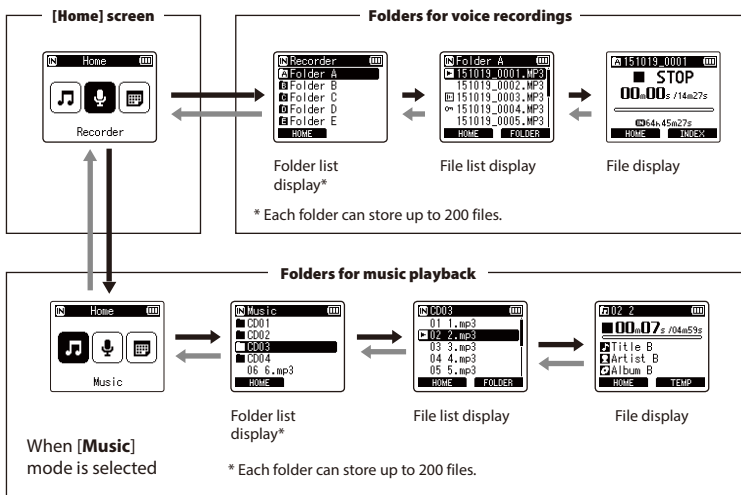 [Home] screen
Home
Recorder
Folders for voice recordings
Recorder
A Folder A
B Folder B
C Folder C
D Folder D
E Folder E
HOME
Folder list
display*
Folder A
151019_0001.MP3
151019_0002.MP3
151019_0003.MP3
151019_0004.MP3
151019_0005.MP3
HOME FOLDER
File list display
151019_0001
STOP
00m00s /14m27s
64h45m27s
HOME INDEX
File display
* Each folder can store up to 200 files.
Folders for music playback
Home
Music
When [Music]
mode is selected
Music
CD01
CD02
CD03
CD04
06 6.mp3
HOME
Folder list
display*
CD03
01 1.mp3
02 2.mp3
03 3.mp3
04 4.mp3
05 5.mp3
HOME FOLDER
File list display
02 2
00m07s /04m59s
Title B
Artist B
Album B
HOME TEMP
File display
* Each folder can store up to 200 files.